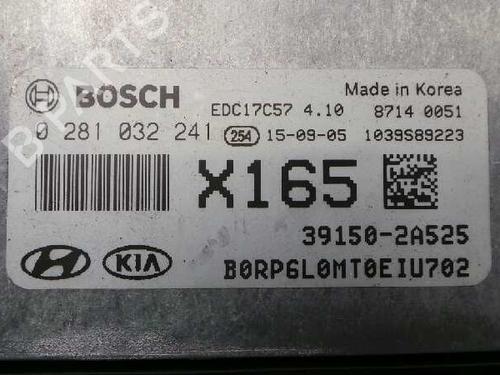 B-PARTS
BOSCH
Made in Korea
EDC17C57 4.10 8714 0051
0 281 032 241 254 15-09-05 1039S89223
X165
39150-2A525
KIA B0RP6L0MT0EIU702